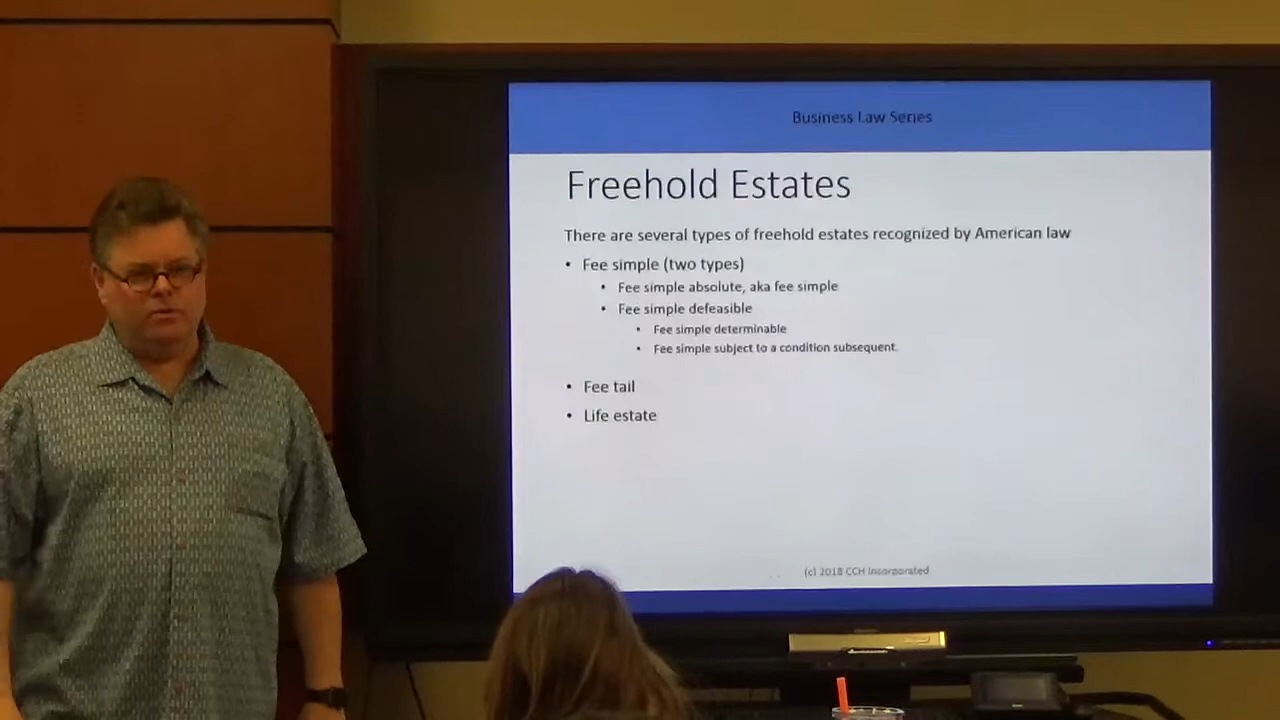 Business Law Series
Freehold Estates
There are several types of freehold estates recognized by American law
• Fee simple (two types)
• Fee simple absolute, aka fee simple
• Fee simple defeasible
• Fee simple determinable
• Fee simple subject to a condition subsequent.
• Fee tail
• Life estate
(c) 2018 CCH Incorporated